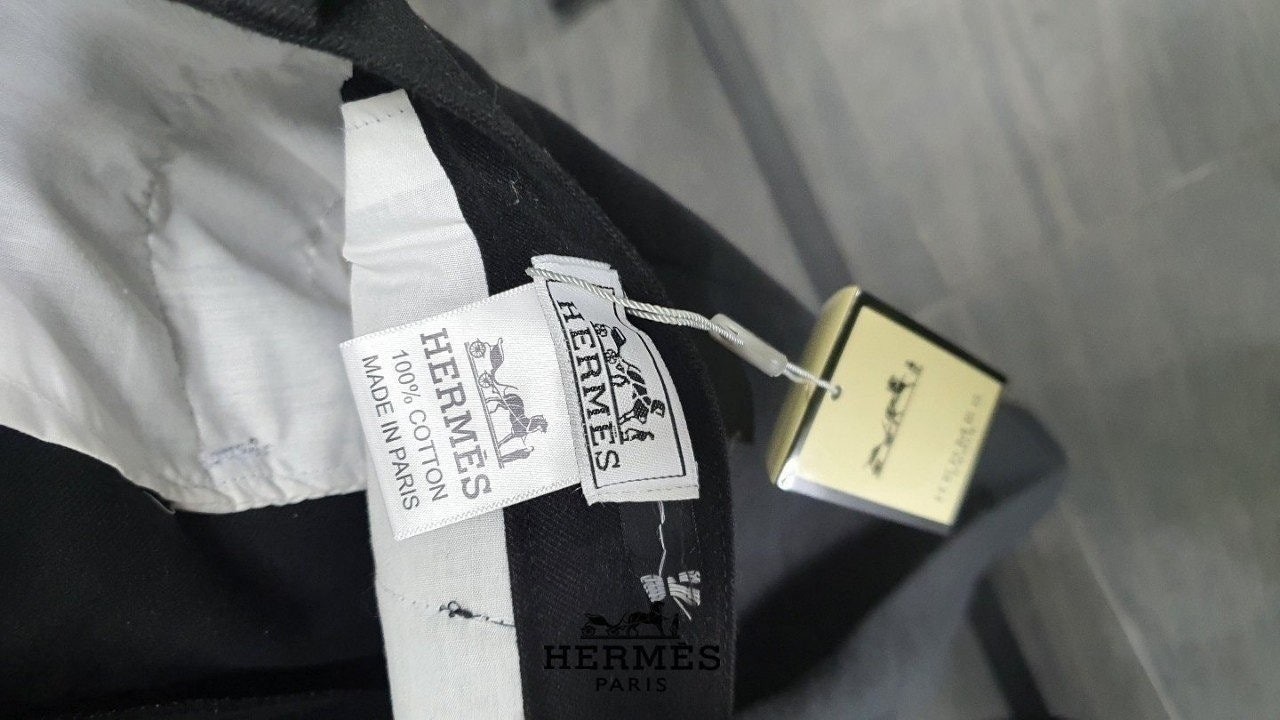 HERMÈS
100% COTTON
MADE IN PARIS
HERMÈS
HERMÈS
PARIS